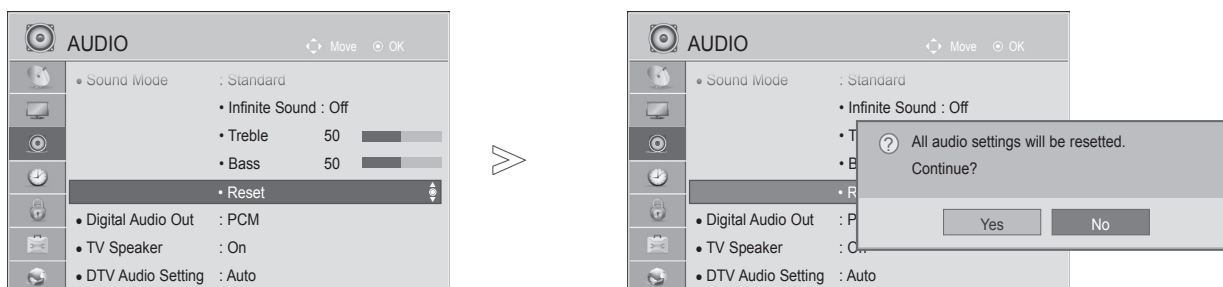 AUDIO Move OK
• Sound Mode : Standard
• Infinite Sound : Off
• Treble 50
• Bass 50
• Reset
• Digital Audio Out : PCM
• TV Speaker : On
• DTV Audio Setting : Auto
AUDIO Move OK
• Sound Mode : Standard
• Infinite Sound : Off
• T
• B
• R
• Digital Audio Out : P
• TV Speaker : O
• DTV Audio Setting : Auto
? All audio settings will be resetted.
Continue?
Yes No